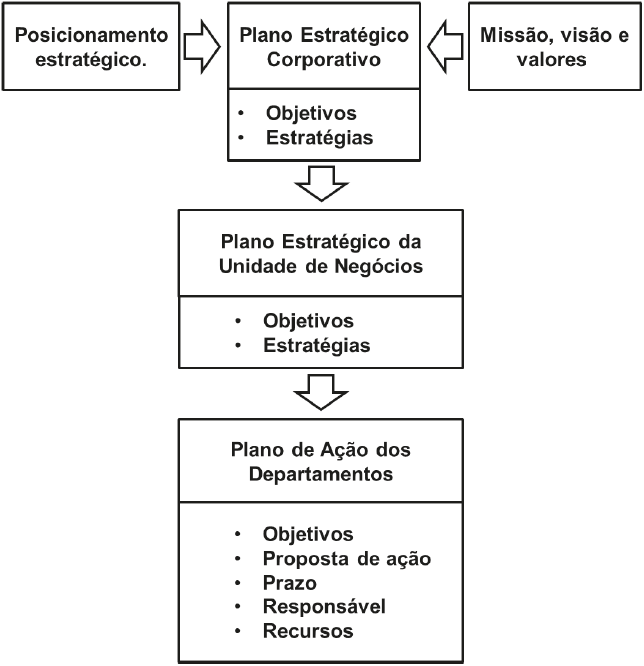 Posicionamento
estratégico.
Plano Estratégico
Corporativo
Missão, visão e
valores
• Objetivos
• Estratégias
Plano Estratégico da
Unidade de Negócios
• Objetivos
• Estratégias
Plano de Ação dos
Departamentos
• Objetivos
• Proposta de ação
• Prazo
• Responsável
• Recursos